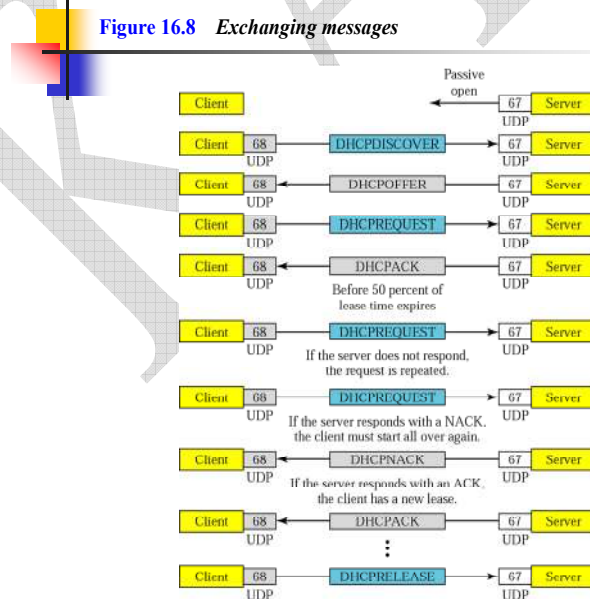 Figure 16.8 Exchanging messages
Passive
open
Client 67 Server
UDP
Client 68 DHCPDISCOVER 67 Server
UDP UDP
Client 68 DHCPOFFER 67 Server
UDP UDP
Client 68 DHCPREQUEST 67 Server
UDP UDP
Client 68 DHCPACK 67 Server
UDP UDP
Before 50 percent of
lease time expires
Client 68 DHCPREQUEST 67 Server
UDP UDP
If the server does not respond,
the request is repeated.
Client 68 DHCPREQUEST 67 Server
UDP UDP
If the server responds with a NACK,
the client must start all over again.
Client 68 DHCPNACK 67 Server
UDP UDP
If the server responds with an ACK,
the client has a new lease.
Client 68 DHCPACK 67 Server
UDP UDP
Client 68 DHCPRELEASE 67 Server
UDP UDP